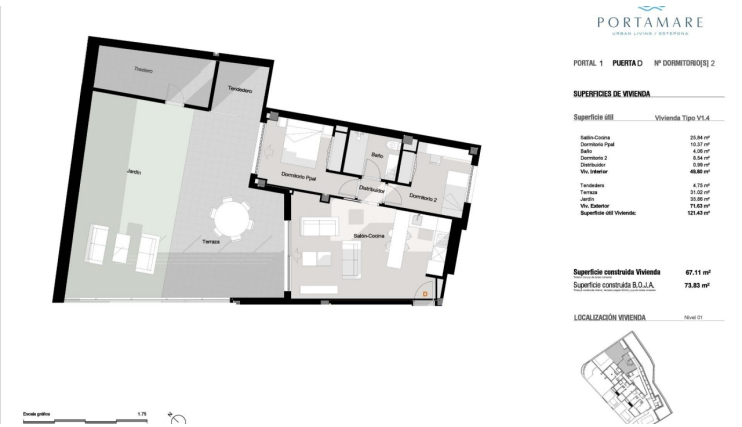 PORTAMARE
URBAN LIVING / ESTEPONA
PORTAL 1 PUERTA D Nº DORMITORIO[S] 2
SUPERFICIES DE VIVIENDA
Superficie útil Vivienda Tipo V1.4
Salón-Cocina 25,84 m²
Dormitorio Ppal 10,37 m²
Baño 4,06 m²
Dormitorio 2 8,54 m²
Distribuidor 0,99 m²
Viv. Interior 49,80 m²
Tendedero 4,75 m²
Terraza 31,02 m²
Jardín 35,86 m²
Viv. Exterior 71,63 m²
Superficie útil Vivienda: 121,43 m²
Superficie construida Vivienda 67.11 m²
Superficie construida B.O.J.A. 73.83 m²
LOCALIZACIÓN VIVIENDA Nivel 01
Trastero
Tendedero
Jardín
Terraza
Dormitorio Ppal
Baño
Distribuidor
Dormitorio 2
Salón-Cocina
D
Escala gráfica 1.75
N